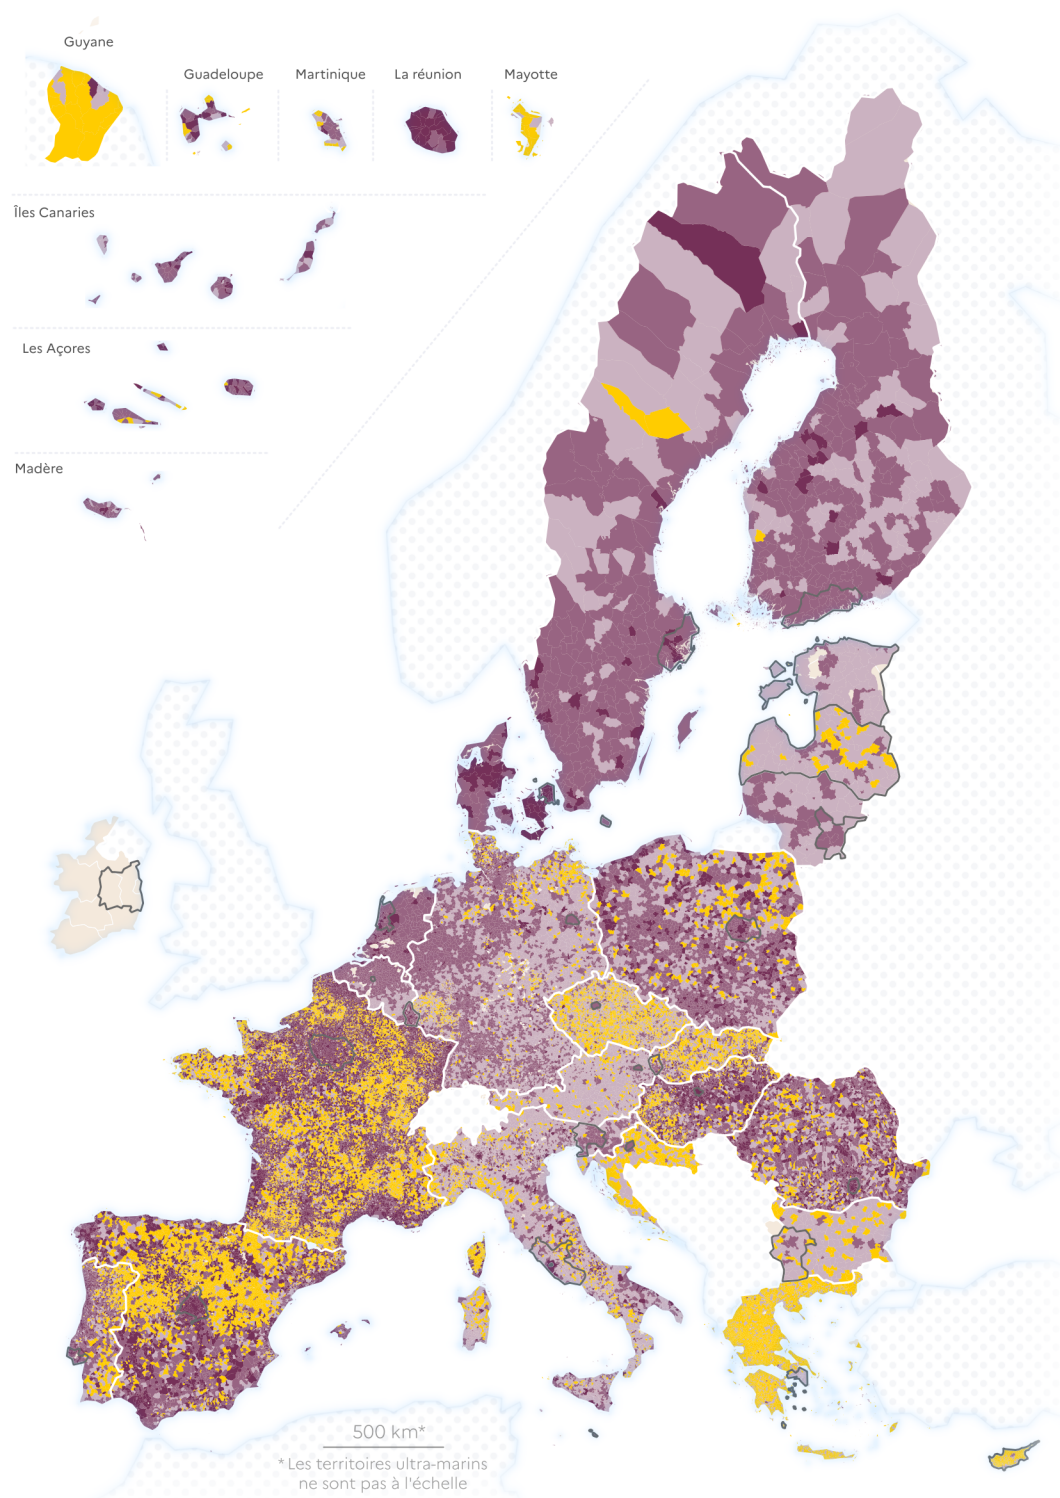 Guyane
Guadeloupe
Martinique
La réunion
Mayotte
Îles Canaries
Les Açores
Madère
500 km*
* Les territoires ultra-marins
ne sont pas à l'échelle